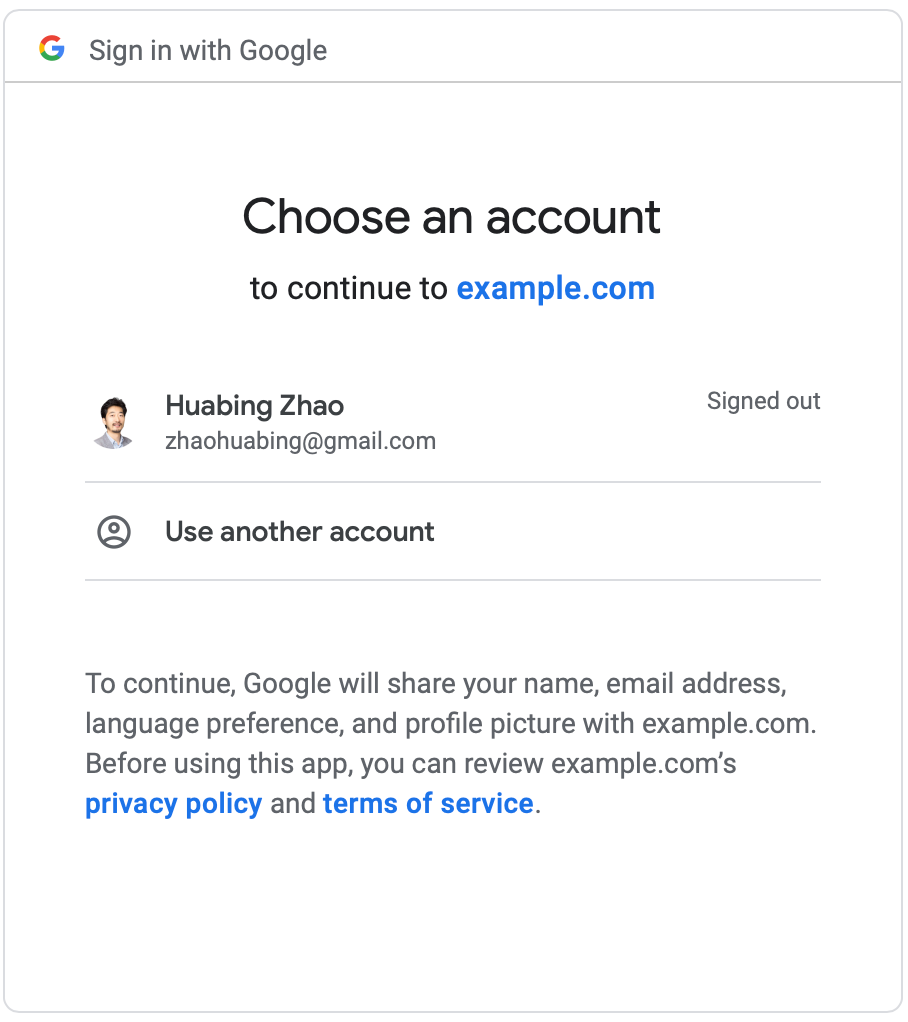 Sign in with Google
Choose an account
to continue to example.com
Huabing Zhao
Signed out
zhaohuabing@gmail.com
Use another account
To continue, Google will share your name, email address,
language preference, and profile picture with example.com.
Before using this app, you can review example.com’s
privacy policy and terms of service.